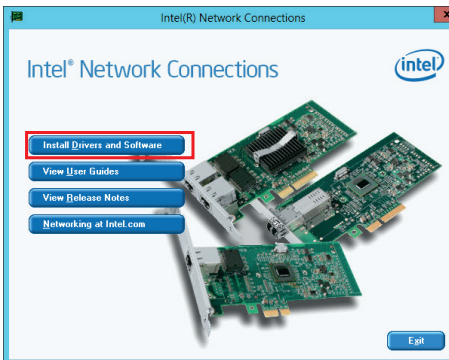 Intel(R) Network Connections
x
Intel® Network Connections
intel
Install Drivers and Software
View User Guides
View Release Notes
Networking at Intel.com
Exit